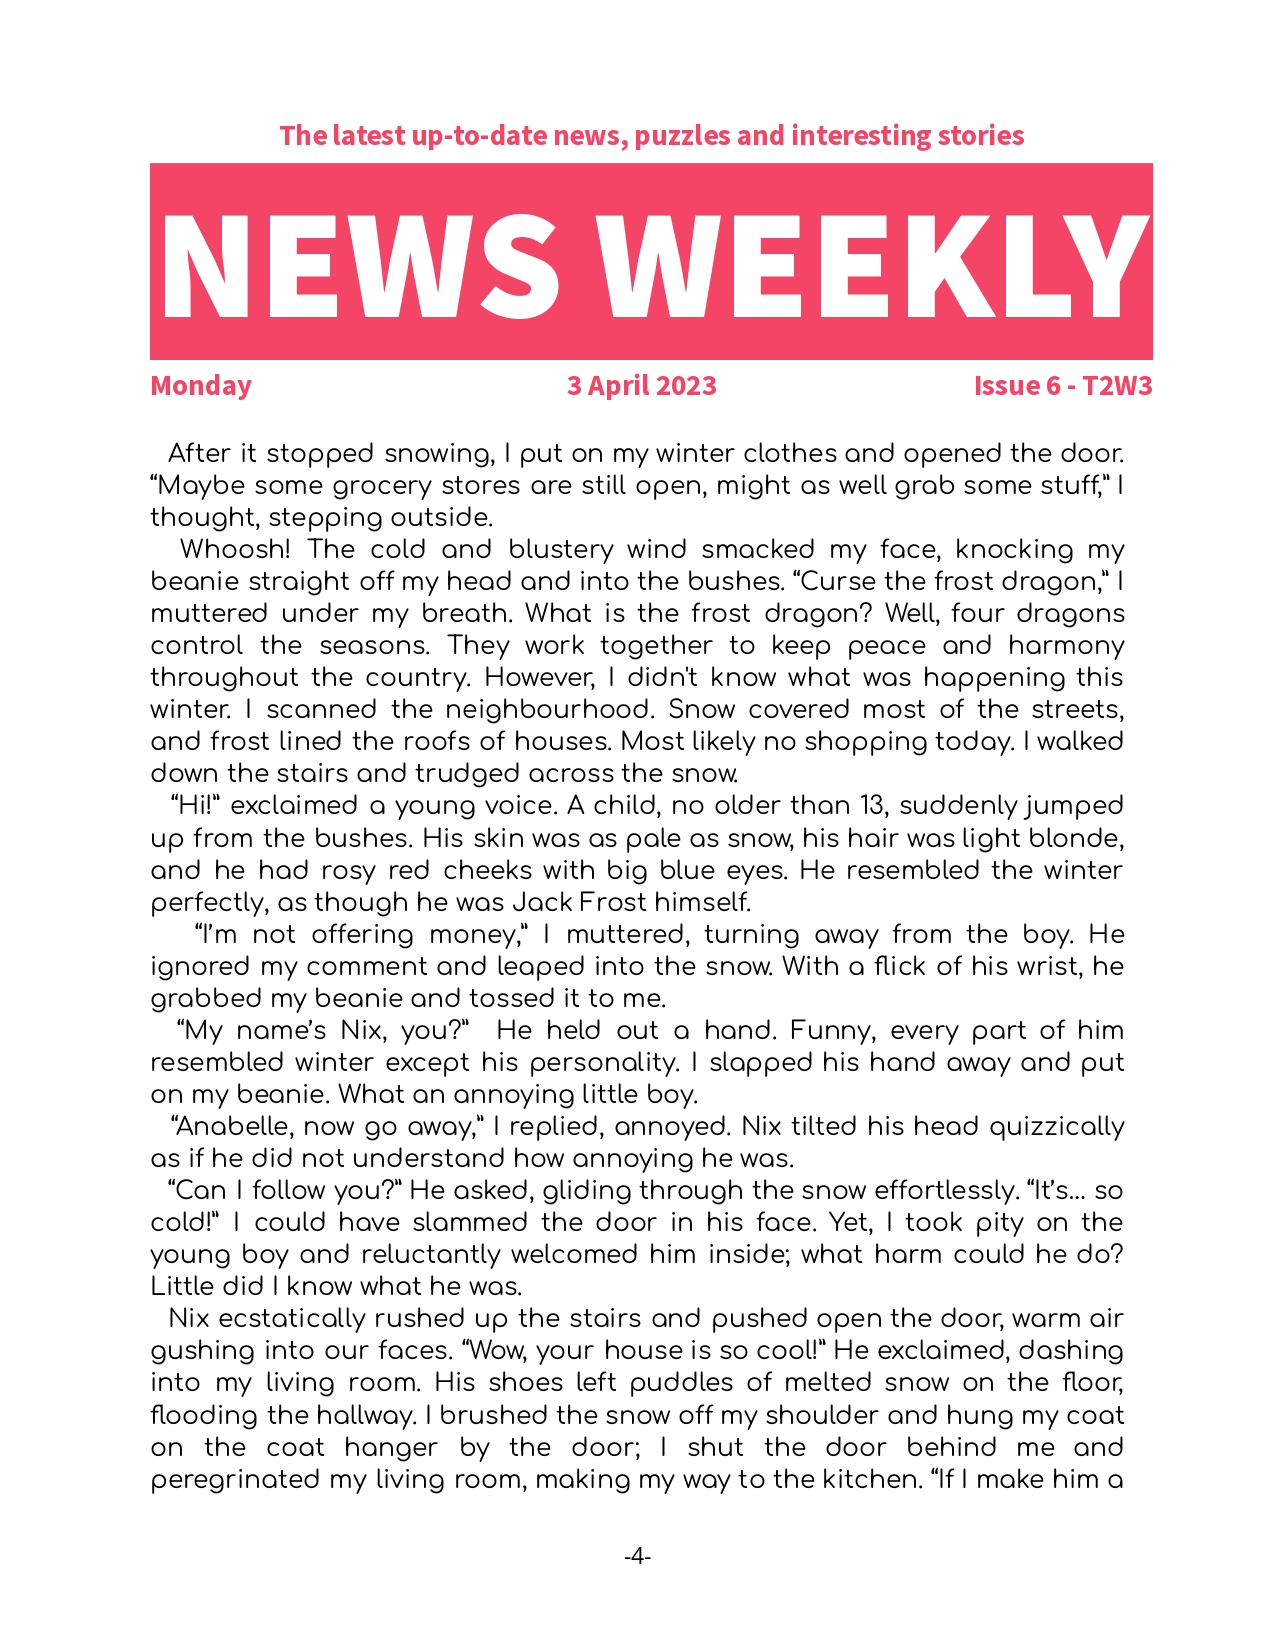 The latest up-to-date news, puzzles and interesting stories
NEWS WEEKLY
Monday 3 April 2023 Issue 6 - T2W3
After it stopped snowing, I put on my winter clothes and opened the door.
“Maybe some grocery stores are still open, might as well grab some stuff,” I
thought, stepping outside.
Whoosh! The cold and blustery wind smacked my face, knocking my
beanie straight off my head and into the bushes. “Curse the frost dragon,” I
muttered under my breath. What is the frost dragon? Well, four dragons
control the seasons. They work together to keep peace and harmony
throughout the country. However, I didn't know what was happening this
winter. I scanned the neighbourhood. Snow covered most of the streets,
and frost lined the roofs of houses. Most likely no shopping today. I walked
down the stairs and trudged across the snow.
“Hi!” exclaimed a young voice. A child, no older than 13, suddenly jumped
up from the bushes. His skin was as pale as snow, his hair was light blonde,
and he had rosy red cheeks with big blue eyes. He resembled the winter
perfectly, as though he was Jack Frost himself.
“I’m not offering money,” I muttered, turning away from the boy. He
ignored my comment and leaped into the snow. With a flick of his wrist, he
grabbed my beanie and tossed it to me.
“My name’s Nix, you?” He held out a hand. Funny, every part of him
resembled winter except his personality. I slapped his hand away and put
on my beanie. What an annoying little boy.
“Anabelle, now go away,” I replied, annoyed. Nix tilted his head quizzically
as if he did not understand how annoying he was.
“Can I follow you?” He asked, gliding through the snow effortlessly. “It’s... so
cold!” I could have slammed the door in his face. Yet, I took pity on the
young boy and reluctantly welcomed him inside; what harm could he do?
Little did I know what he was.
Nix ecstatically rushed up the stairs and pushed open the door, warm air
gushing into our faces. “Wow, your house is so cool!” He exclaimed, dashing
into my living room. His shoes left puddles of melted snow on the floor,
flooding the hallway. I brushed the snow off my shoulder and hung my coat
on the coat hanger by the door; I shut the door behind me and
peregrinated my living room, making my way to the kitchen. “If I make him a
-4-